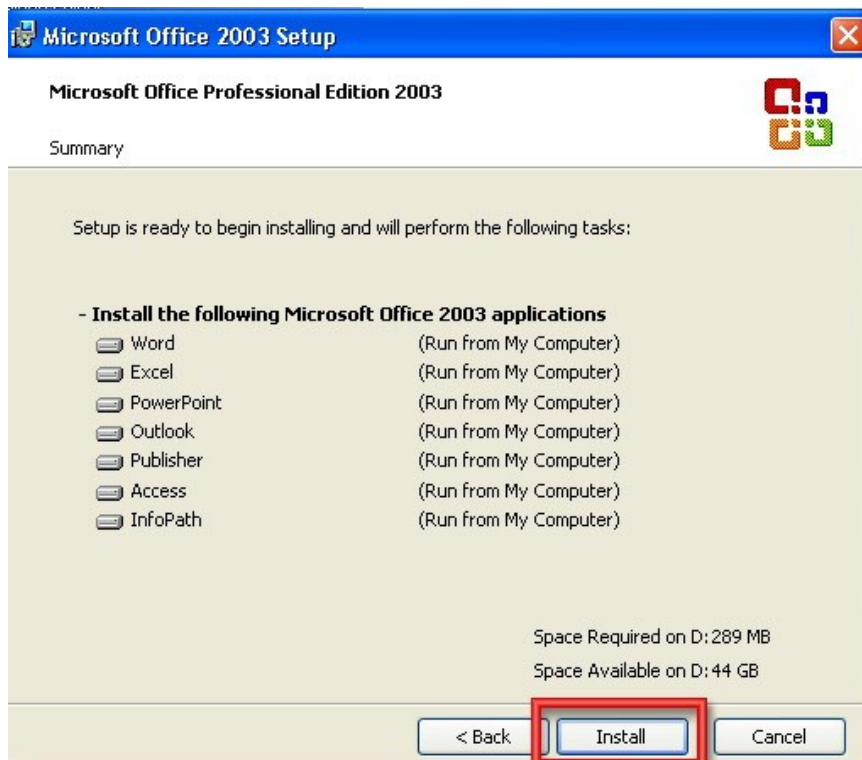 Microsoft Office 2003 Setup
Microsoft Office Professional Edition 2003
Summary
Setup is ready to begin installing and will perform the following tasks:
- Install the following Microsoft Office 2003 applications
Word (Run from My Computer)
Excel (Run from My Computer)
PowerPoint (Run from My Computer)
Outlook (Run from My Computer)
Publisher (Run from My Computer)
Access (Run from My Computer)
InfoPath (Run from My Computer)
Space Required on D: 289 MB
Space Available on D: 44 GB
< Back Install Cancel